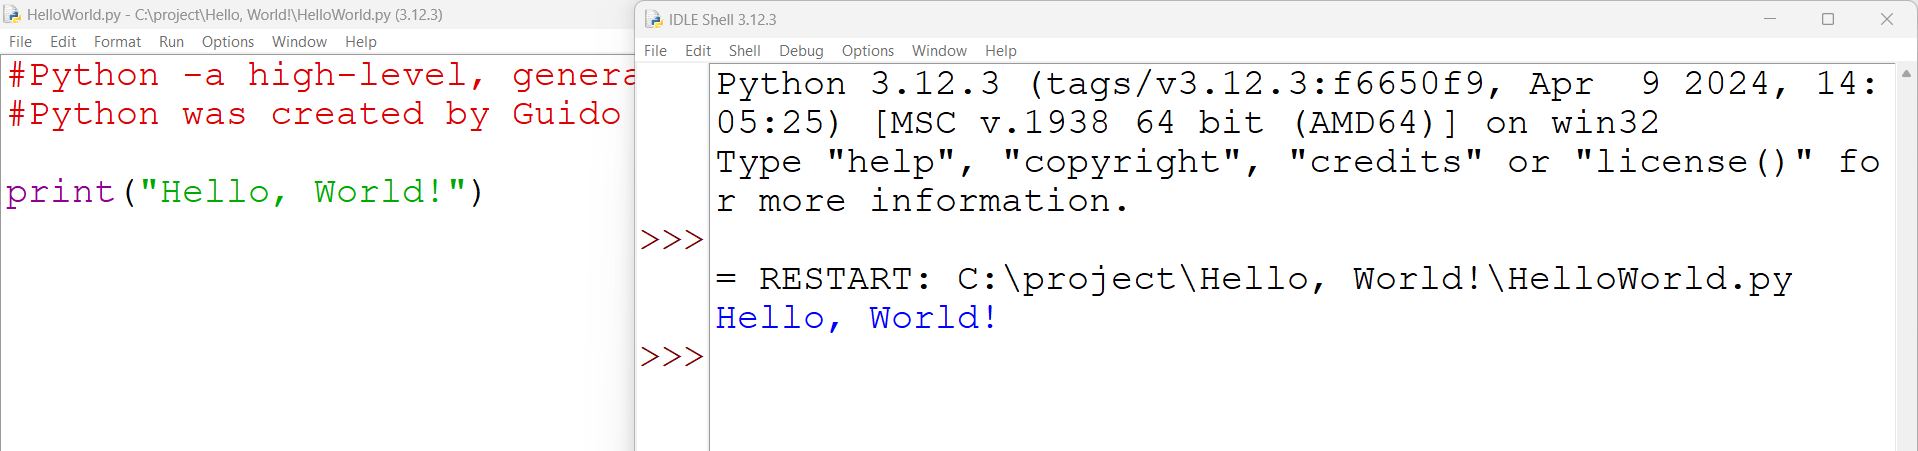 HelloWorld.py - C:\project\Hello, World!\HelloWorld.py (3.12.3)
File Edit Format Run Options Window Help
#Python -a high-level,
#Python was created by Guido
print("Hello, World!")
IDLE Shell 3.12.3
File Edit Shell Debug Options Window Help
Python 3.12.3 (tags/v3.12.3:f6650f9, Apr  9 2024, 14:
05:25) [MSC v.1938 64 bit (AMD64)] on win32
Type "help", "copyright", "credits" or "license()" fo
r more information.
>>>
= RESTART: C:\project\Hello, World!\HelloWorld.py
Hello, World!
>>>